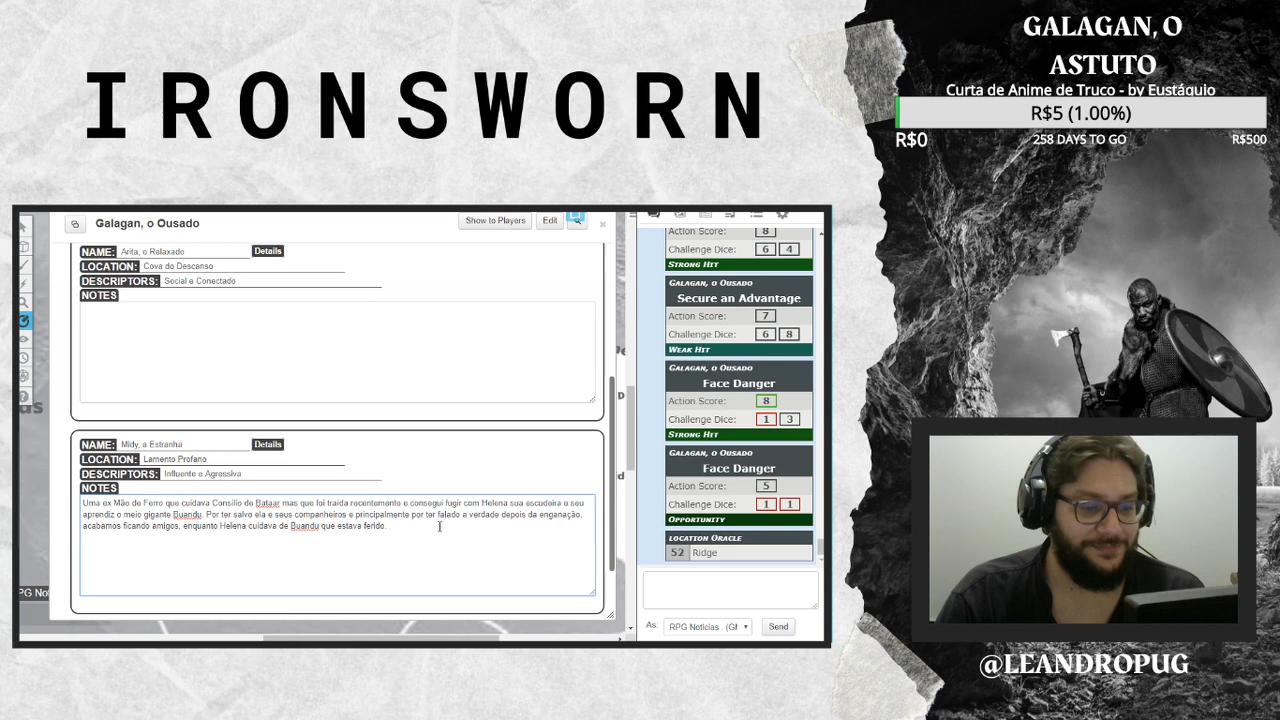 IRONSWORN
GALAGAN, O
ASTUTO
Curta de Anime de Truco - by Eustáquio
R$5 (1.00%)
R$0
258 DAYS TO GO
R$500
Galagan, o Ousado
Show to Players
Edit
NAME: Arita, o Relaxado
Details
LOCATION: Cova do Descanso
DESCRIPTORS: Social e Conectado
NOTES
NAME: Midy, a Estranha
Details
LOCATION: Lamento Profano
DESCRIPTORS: Influente e Agressiva
NOTES
Uma ex Mão de Ferro que cuidava Consilio de Bataar mas que foi traida recentemente e consegui fugir com Helena sua escudeira e seu
aprendiz o meio gigante Buandu. Por ter salvo ela e seus companheiros e principalmente por ter falado a verdade depois da enganação,
acabamos ficando amigos, enquanto Helena cuidava de Buandu que estava ferido.
Action Score: 8
Challenge Dice: 6 4
STRONG HIT
GALAGAN, O OUSADO
Secure an Advantage
Action Score: 7
Challenge Dice: 6 8
WEAK HIT
GALAGAN, O OUSADO
Face Danger
Action Score: 8
Challenge Dice: 1 3
STRONG HIT
GALAGAN, O OUSADO
Face Danger
Action Score: 5
Challenge Dice: 1 1
OPPORTUNITY
LOCATION ORACLE
52 Ridge
As:
RPG Noticias . (GM
Send
PG Not
@LEANDROPUG